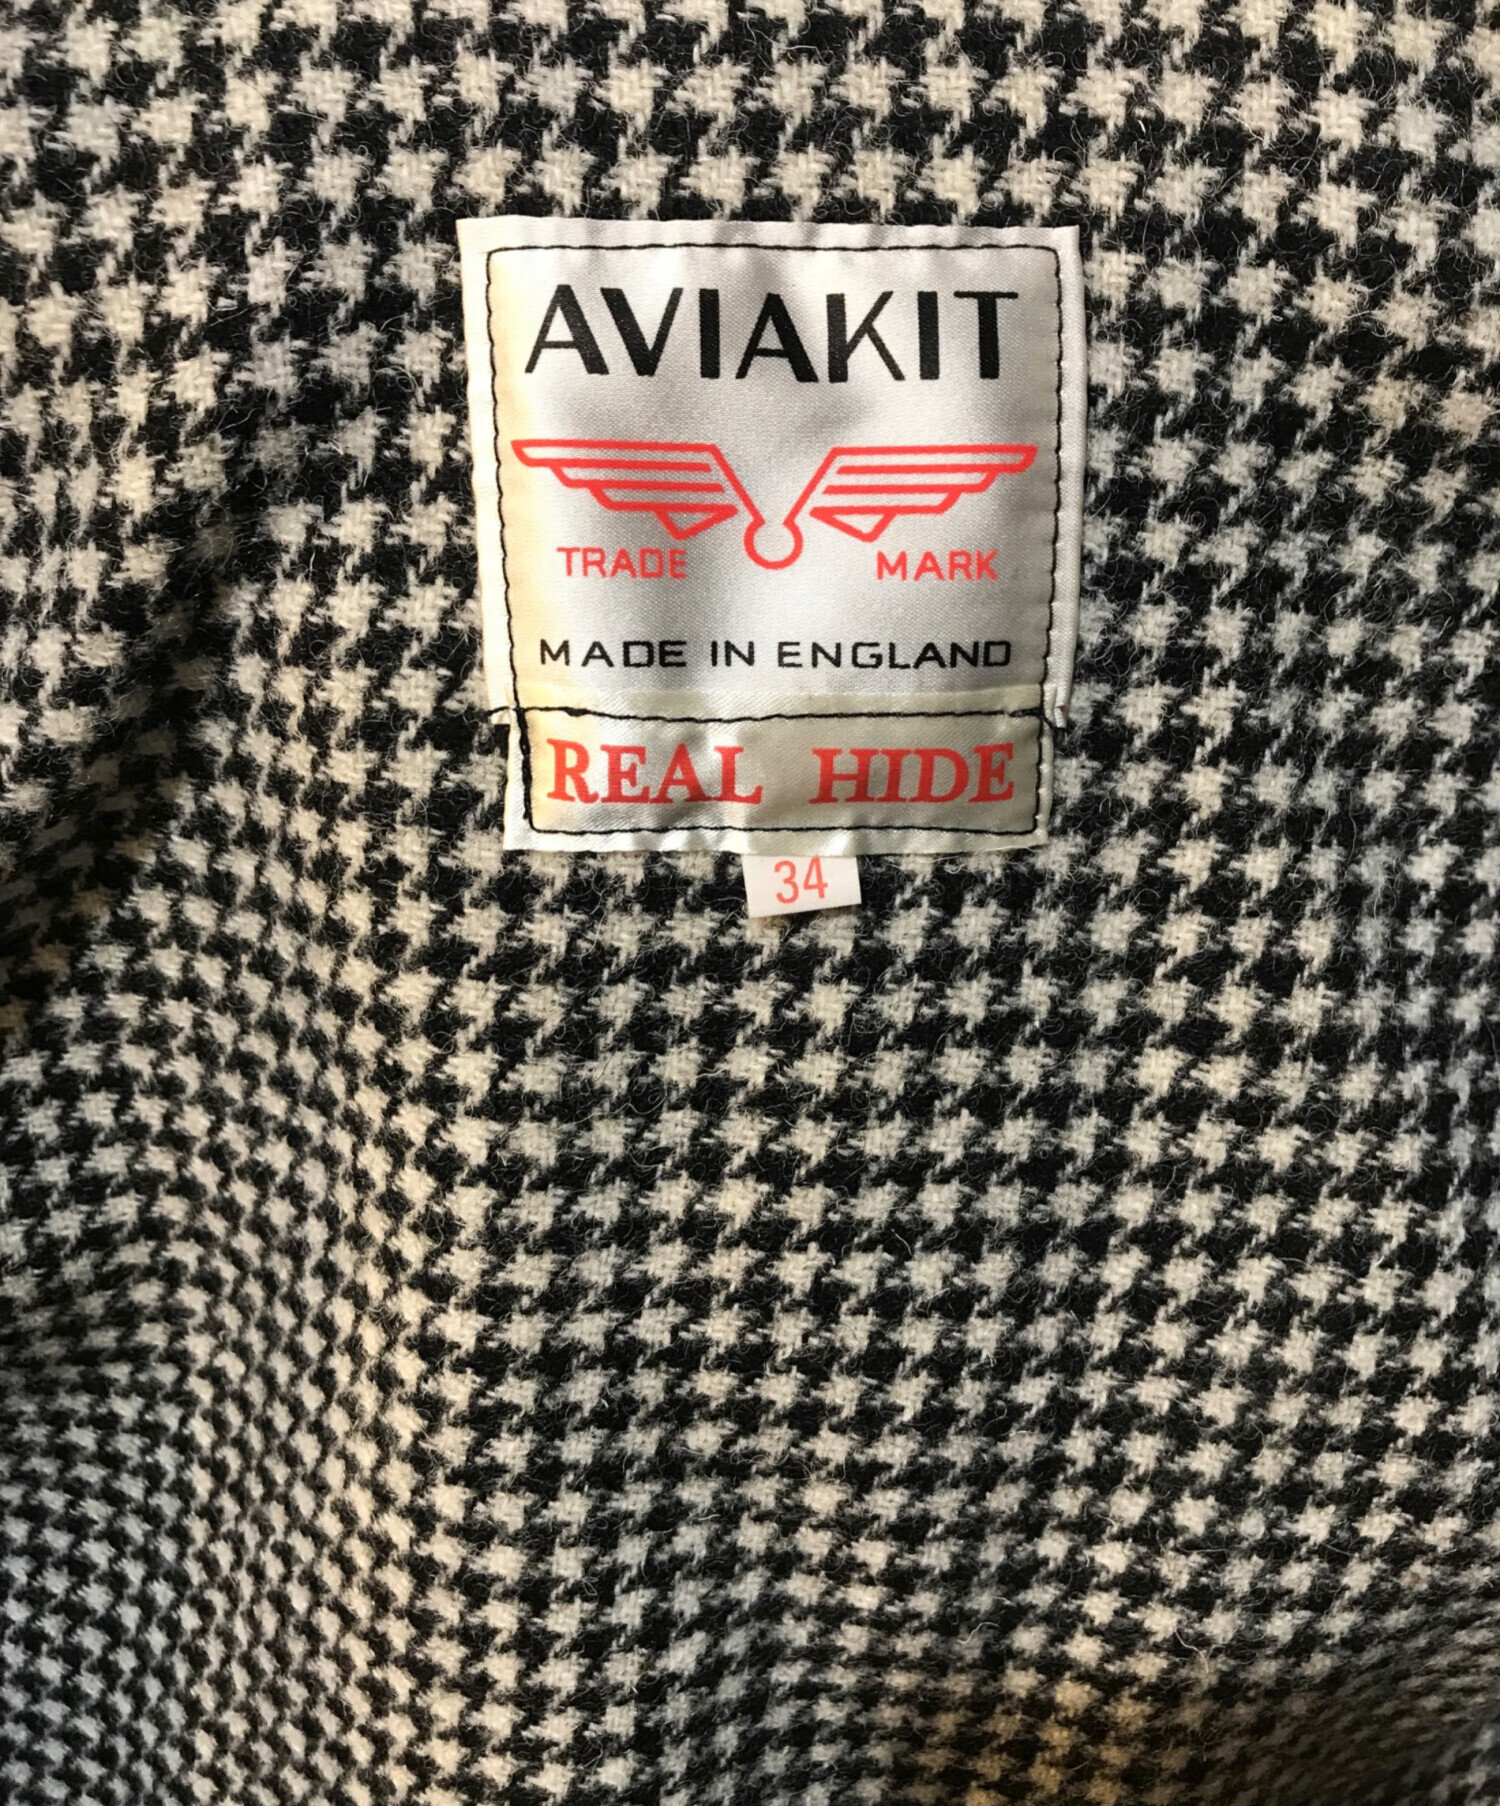 AVIAKIT
TRADE MARK
MADE IN ENGLAND
REAL HIDE
34